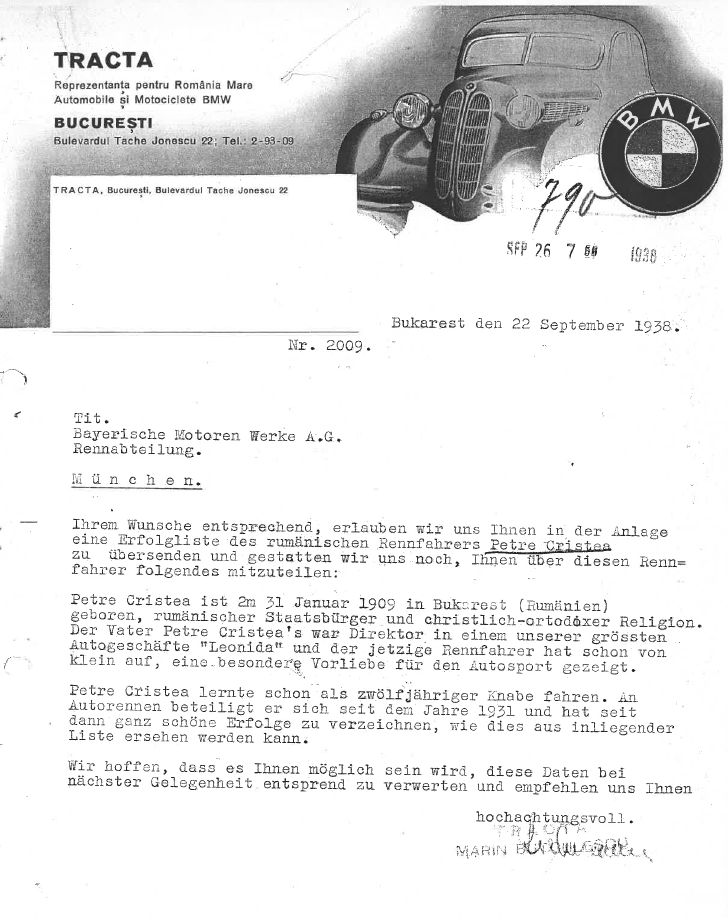 TRACTA
Reprezentanța pentru România Mare
Automobile și Motociclete BMW
BUCUREȘTI
Bulevardul Tache Jonescu 22; Tel.: 2-93-09
BMW
TRACTA, București, Bulevardul Tache Jonescu 22
790
SEP 26 7 1938
Bukarest den 22 September 1938.
Nr. 2009.
Tit.
Bayerische Motoren Werke A.G.
Rennabteilung.
München.
Ihrem Wunsche entsprechend, erlauben wir uns Ihnen in der Anlage
eine Erfolgliste des rumänischen Rennfahrers Petre Cristea
zu übersenden und gestatten wir uns noch, Ihnen über diesen Renn=
fahrer folgendes mitzuteilen:
Petre Cristea ist 2m 31 Januar 1909 in Bukarest (Rumänien)
geboren, rumänischer Staatsbürger und christlich-ortodoxer Religion.
Der Vater Petre Cristea's war Direktor in einem unserer grössten
Autogeschäfte "Leonida" und der jetzige Rennfahrer hat schon von
klein auf, eine besondere Vorliebe für den Autosport gezeigt.
Petre Cristea lernte schon als zwölfjähriger Knabe fahren. An
Autorennen beteiligt er sich seit dem Jahre 1931 und hat seit
dann ganz schöne Erfolge zu verzeichnen, wie dies aus inliegender
Liste ersehen werden kann.
Wir hoffen, dass es Ihnen möglich sein wird, diese Daten bei
nächster Gelegenheit entsprend zu verwerten und empfehlen uns Ihnen
hochachtungsvoll.
TRACTA
MARIN